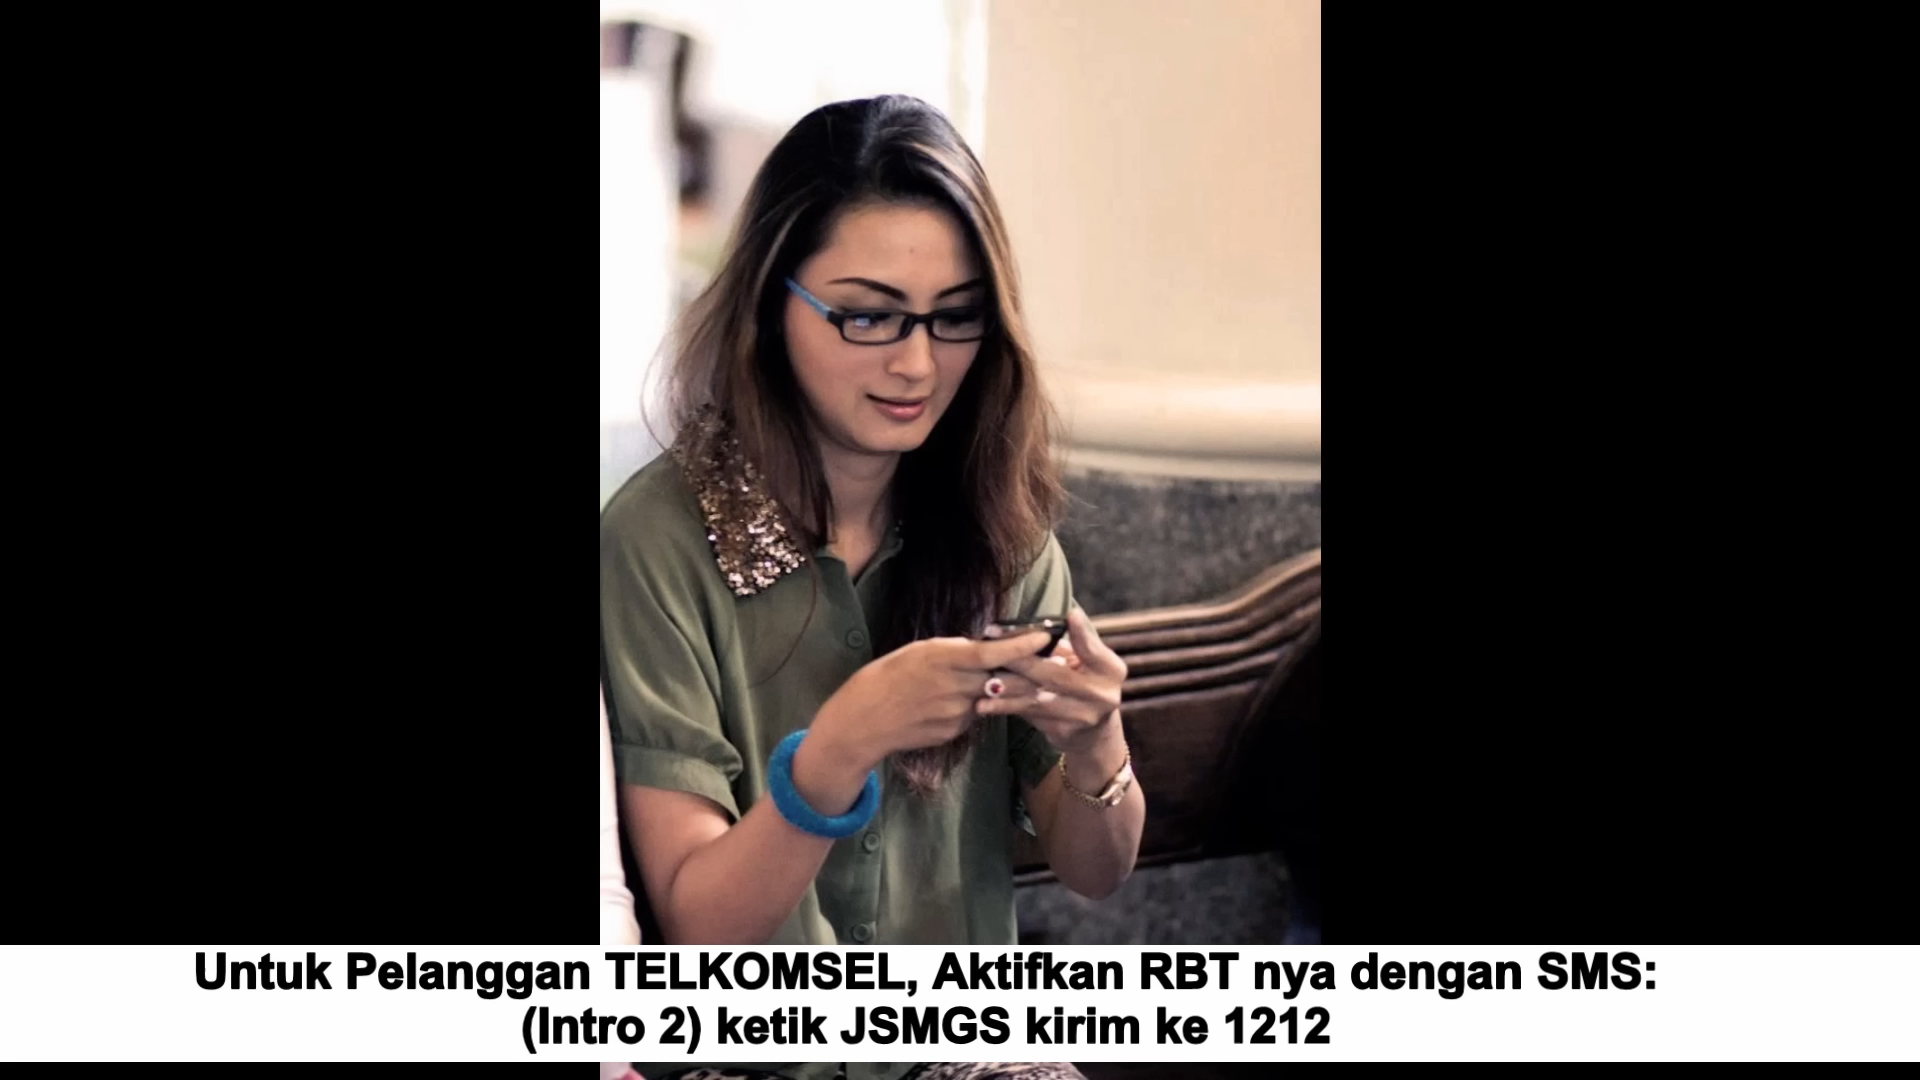 Untuk Pelanggan TELKOMSEL, Aktifkan RBT nya dengan SMS:
(Intro 2) ketik JSMGS kirim ke 1212